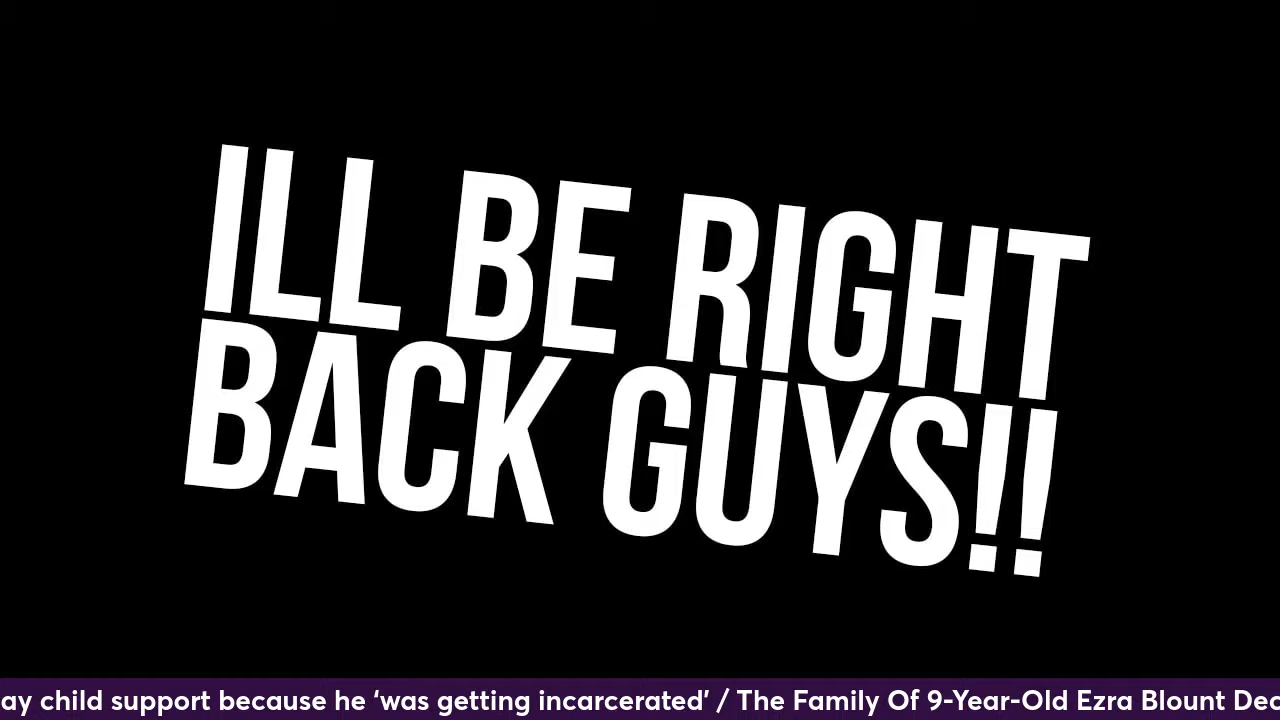 ILL BE RIGHT
BACK GUYS!!
child support because he ‘was getting incarcerated’ / The Family Of 9-Year-Old Ezra Blount